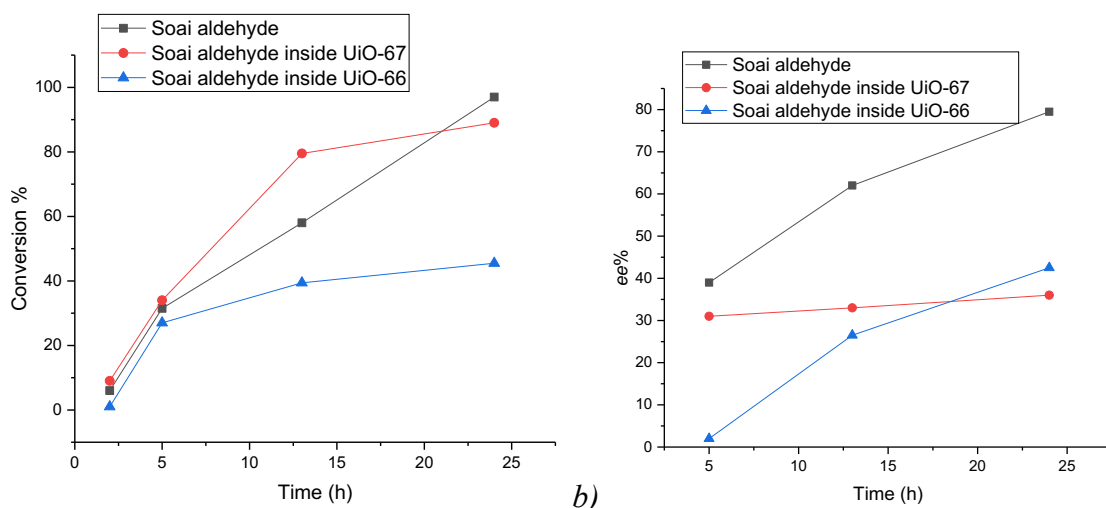 Soai aldehyde
Soai aldehyde inside UiO-67
Soai aldehyde inside UiO-66
100
80
60
40
20
0
Conversion %
0 5 10 15 20 25
Time (h)
b)
Soai aldehyde
Soai aldehyde inside UiO-67
Soai aldehyde inside UiO-66
80
70
60
50
40
30
20
10
0
ee%
5 10 15 20 25
Time (h)